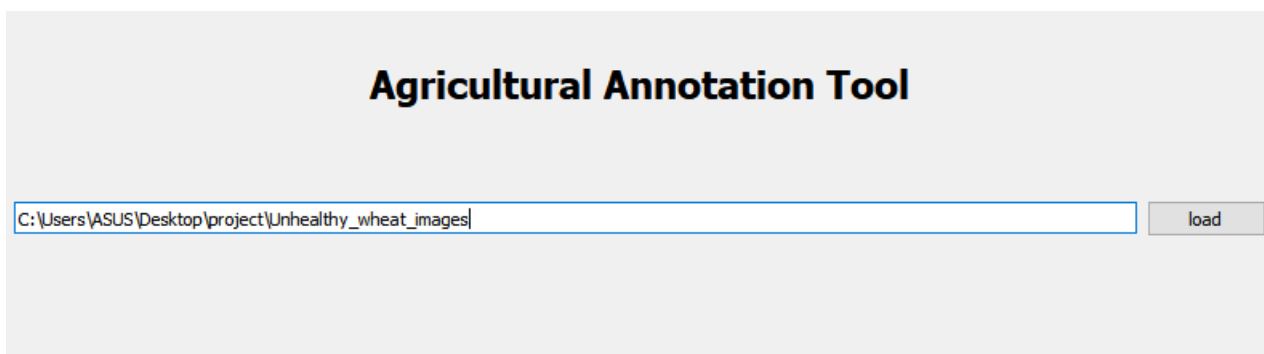 Agricultural Annotation Tool
C:\Users\ASUS\Desktop\project\Unhealthy_wheat_images
load